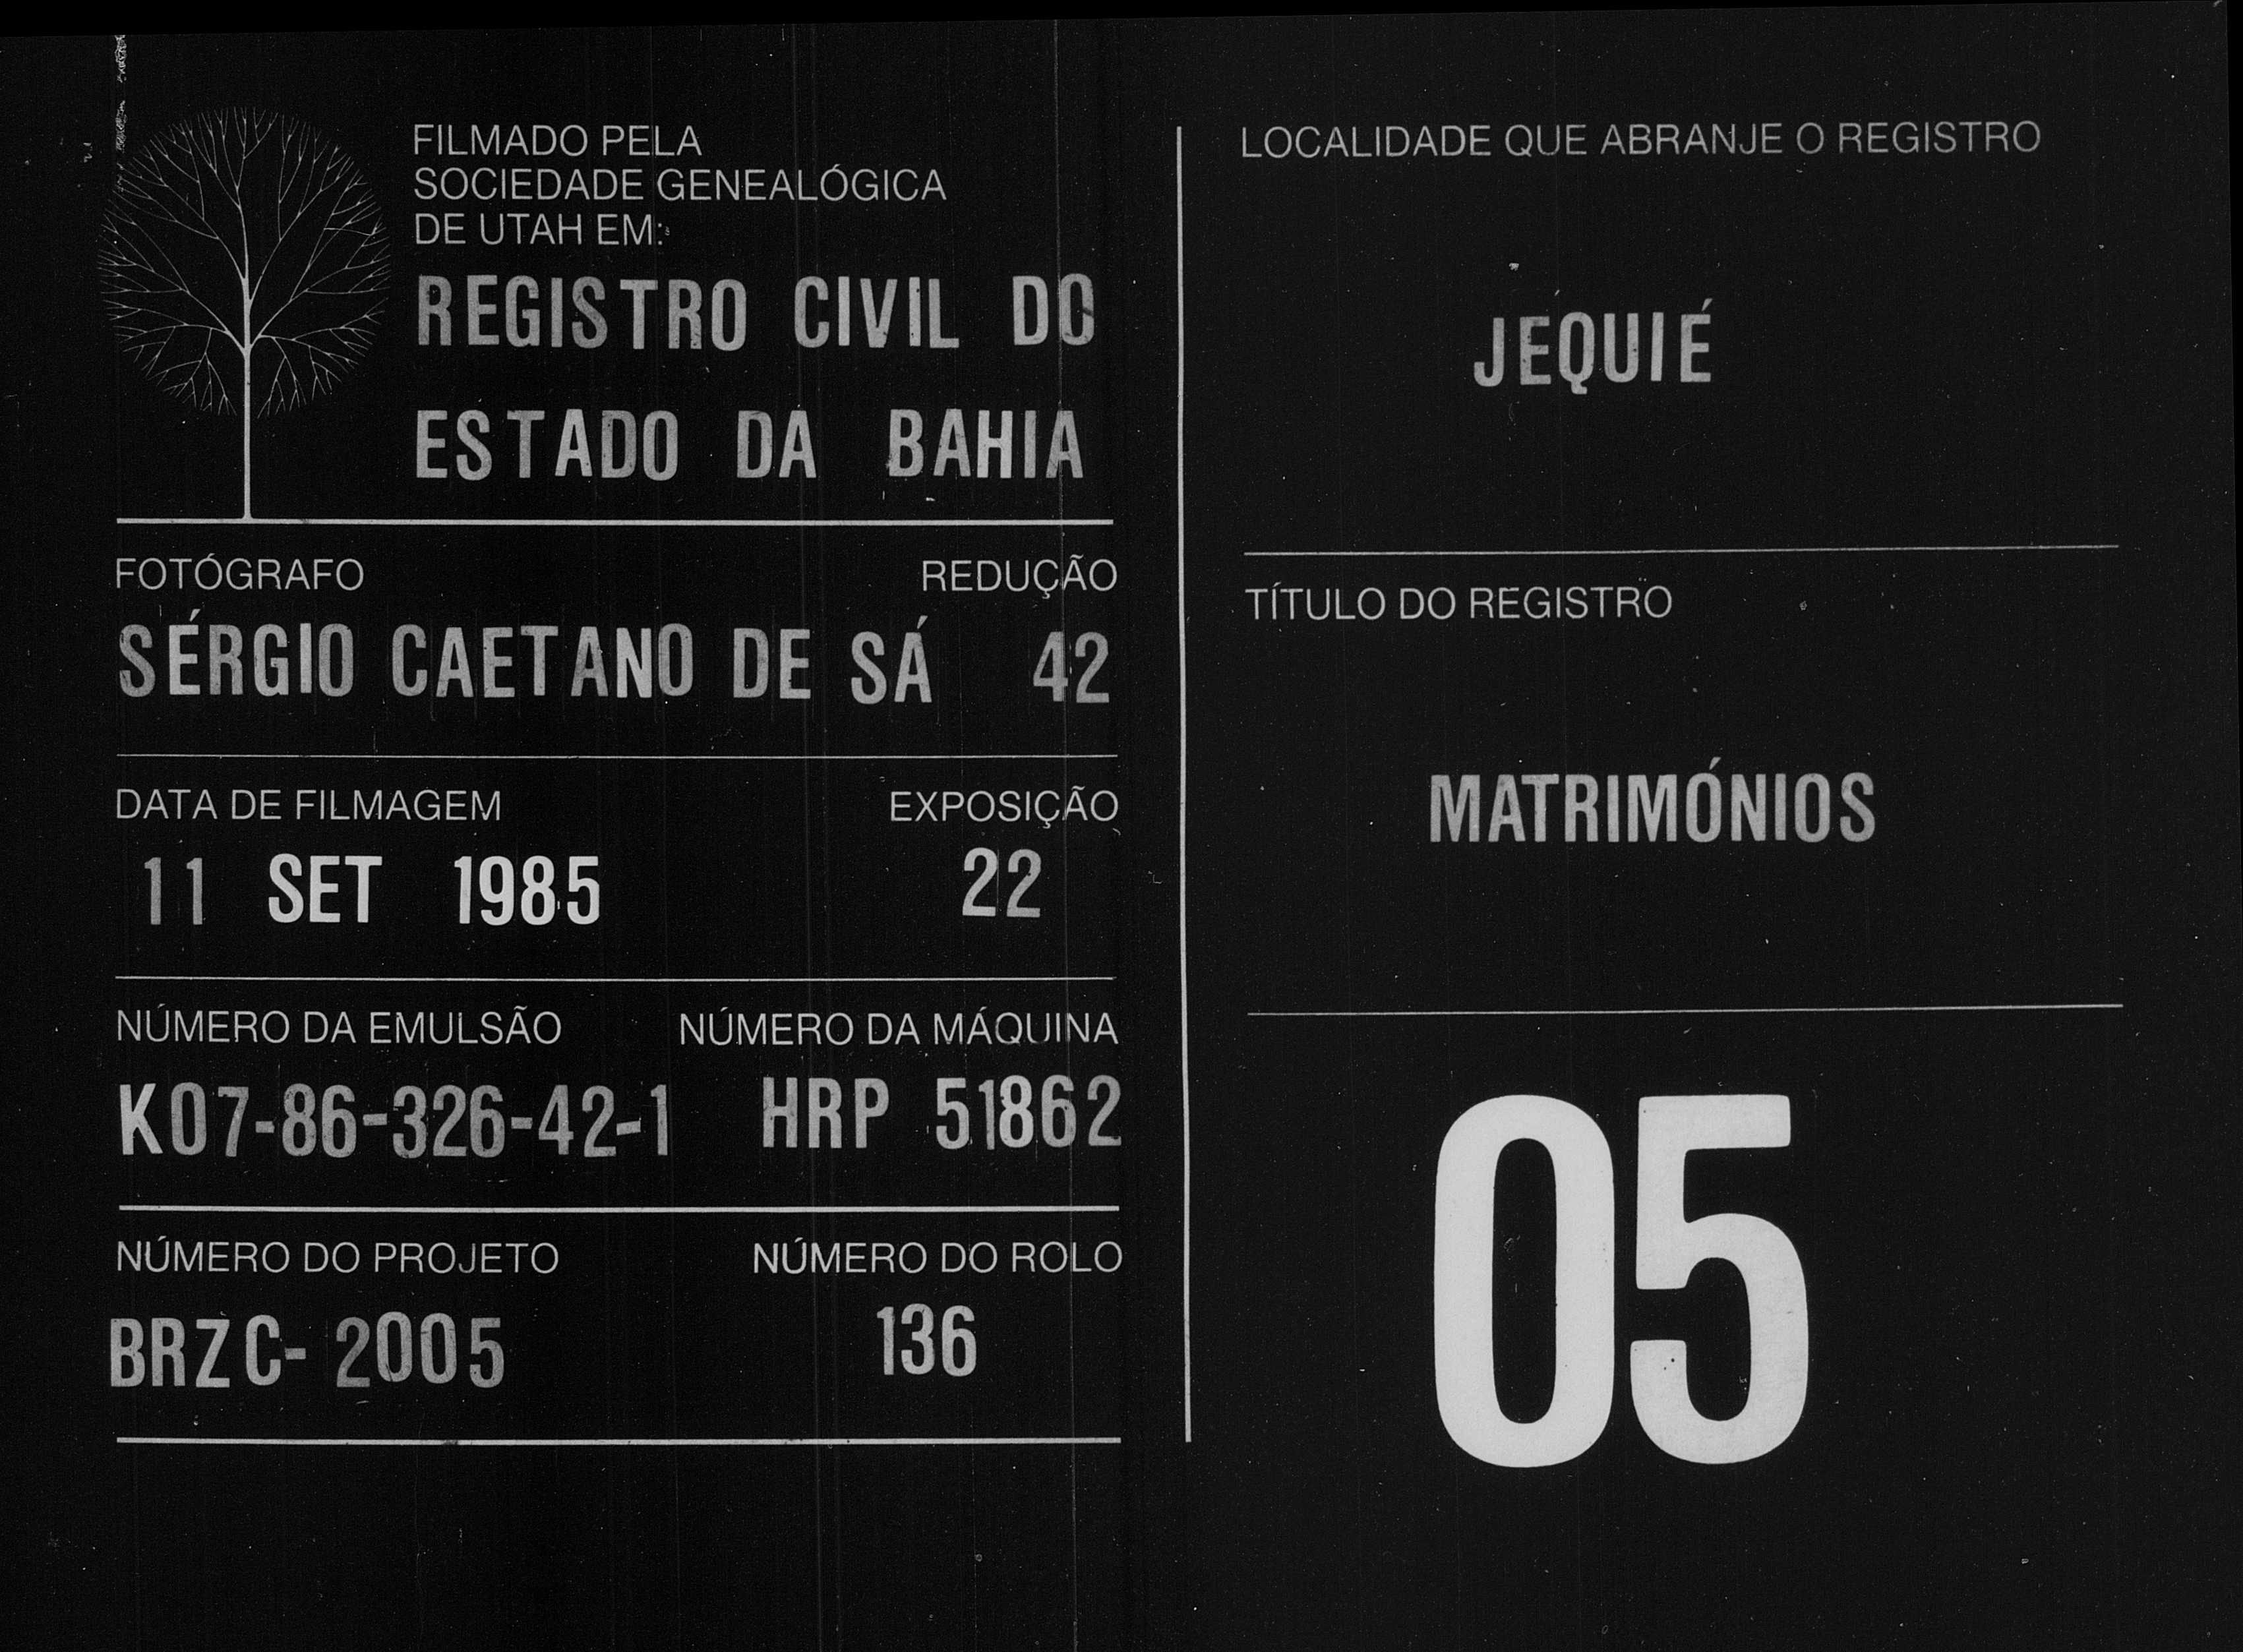 FILMADO PELA
SOCIEDADE GENEALÓGICA
DE UTAH EM:
REGISTRO CIVIL DO
ESTADO DA BAHIA
FOTÓGRAFO REDUÇÃO
SÉRGIO CAETANO DE SÁ 42
DATA DE FILMAGEM EXPOSIÇÃO
11 SET 1985 22
NÚMERO DA EMULSÃO NÚMERO DA MÁQUINA
K07-86-326-42-1 HRP 51862
NÚMERO DO PROJETO NÚMERO DO ROLO
BRZC-2005 136
LOCALIDADE QUE ABRANJE O REGISTRO
JEQUIÉ
TÍTULO DO REGISTRO
MATRIMÓNIOS
05